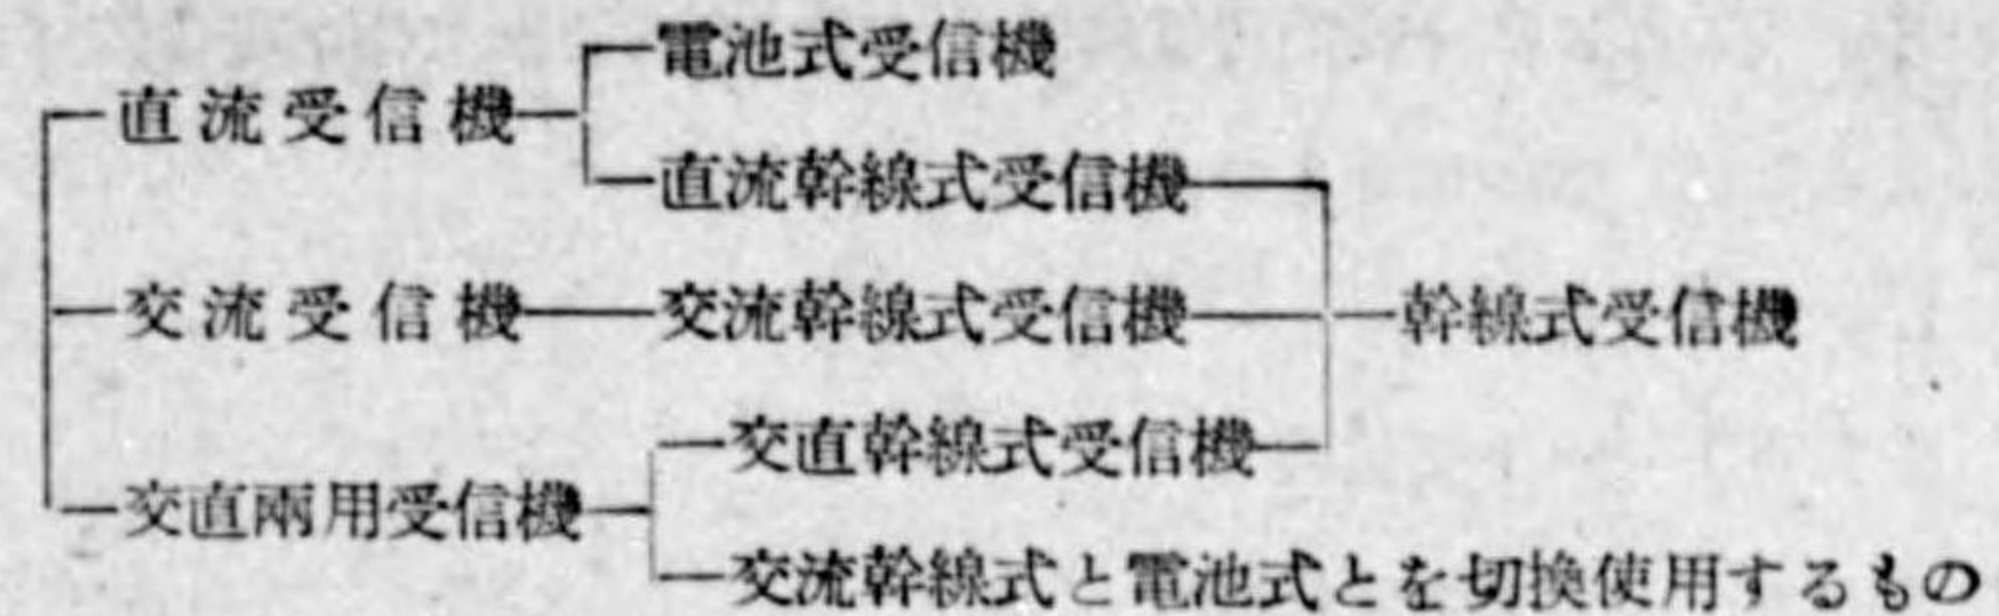 電池式受信機
直流受信機
直流幹線式受信機
交流受信機 交流幹線式受信機 幹線式受信機
交直幹線式受信機
交直兩用受信機
交流幹線式と電池式とを切換使用するもの